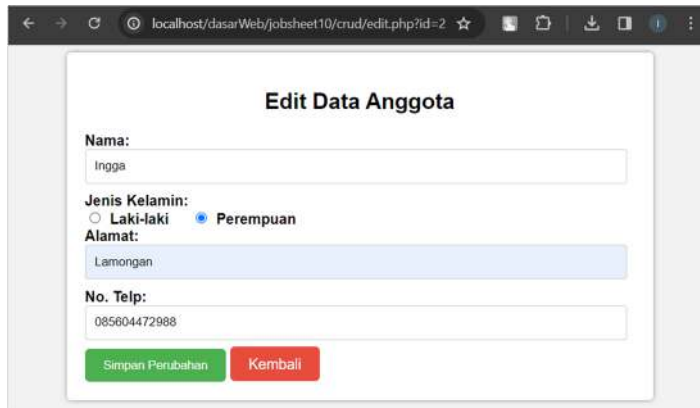 localhost/dasarWeb/jobsheet10/crud/edit.php?id=2
Edit Data Anggota
Nama:
Ingga
Jenis Kelamin:
Laki-laki Perempuan
Alamat:
Lamongan
No. Telp:
085604472988
Simpan Perubahan Kembali